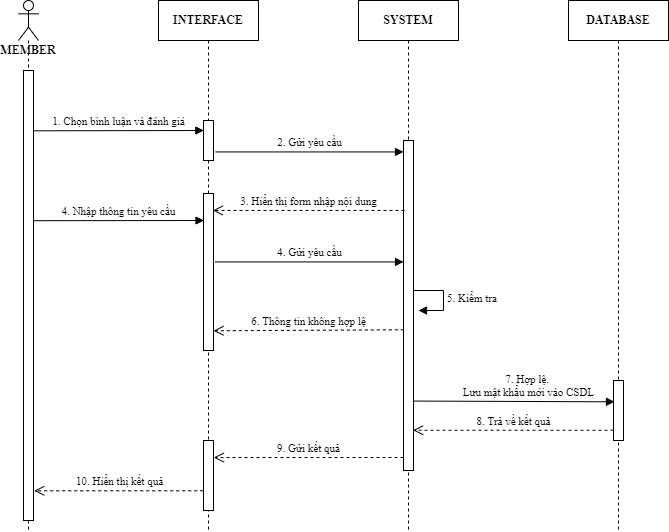 INTERFACE
SYSTEM
DATABASE
MEMBER
1. Chọn bình luận và đánh giá
2. Gửi yêu cầu
3. Hiển thị form nhập nội dung
4. Nhập thông tin yêu cầu
4. Gửi yêu cầu
5. Kiểm tra
6. Thông tin không hợp lệ
7. Hợp lệ.
Lưu mật khẩu mới vào CSDL
8. Trả về kết quả
9. Gửi kết quả
10. Hiển thị kết quả